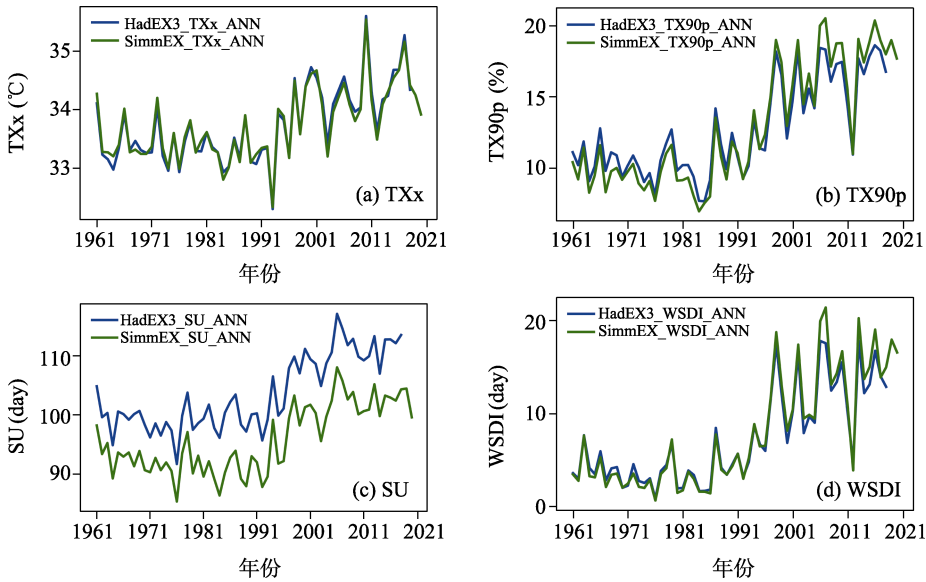 HadEX3_TXx_ANN
SimmEX_TXx_ANN
TXx (℃)
35
34
33
(a) TXx
1961 1971 1981 1991 2001 2011 2021
年份
HadEX3_TX90p_ANN
SimmEX_TX90p_ANN
TX90p (%)
20
15
10
(b) TX90p
1961 1971 1981 1991 2001 2011 2021
年份
HadEX3_SU_ANN
SimmEX_SU_ANN
SU (day)
110
100
90
(c) SU
1961 1971 1981 1991 2001 2011 2021
年份
HadEX3_WSDI_ANN
SimmEX_WSDI_ANN
WSDI (day)
20
10
0
(d) WSDI
1961 1971 1981 1991 2001 2011 2021
年份